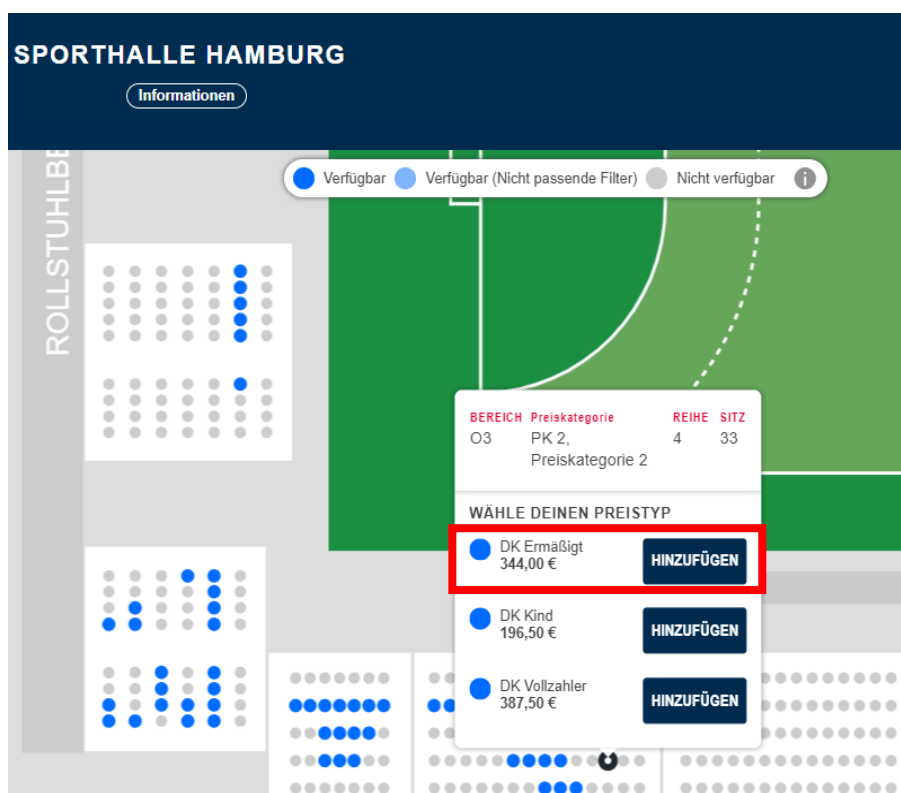 SPORTHALLE HAMBURG
Informationen
Verfügbar
Verfügbar (Nicht passende Filter)
Nicht verfügbar
i
BEREICH Preiskategorie REIHE SITZ
O3 PK 2, 4 33
Preiskategorie 2
WÄHLE DEINEN PREISTYP
DK Ermäßigt
344,00 €
HINZUFÜGEN
DK Kind
196,50 €
HINZUFÜGEN
DK Vollzahler
387,50 €
HINZUFÜGEN